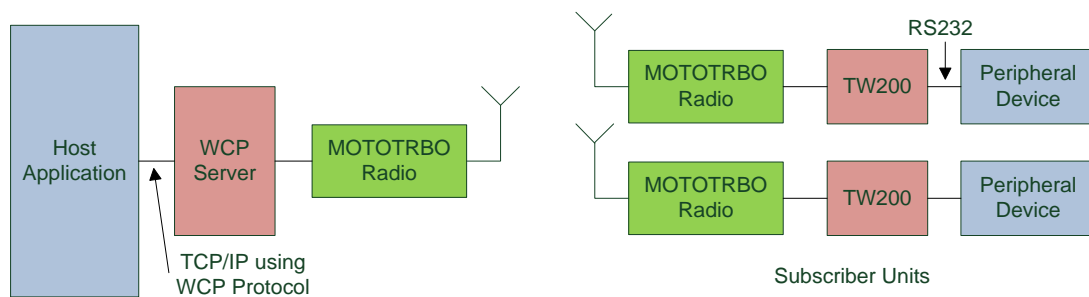 Host
Application
WCP
Server
MOTOTRBO
Radio
TCP/IP using
WCP Protocol
RS232
MOTOTRBO
Radio
TW200
Peripheral
Device
MOTOTRBO
Radio
TW200
Peripheral
Device
Subscriber Units